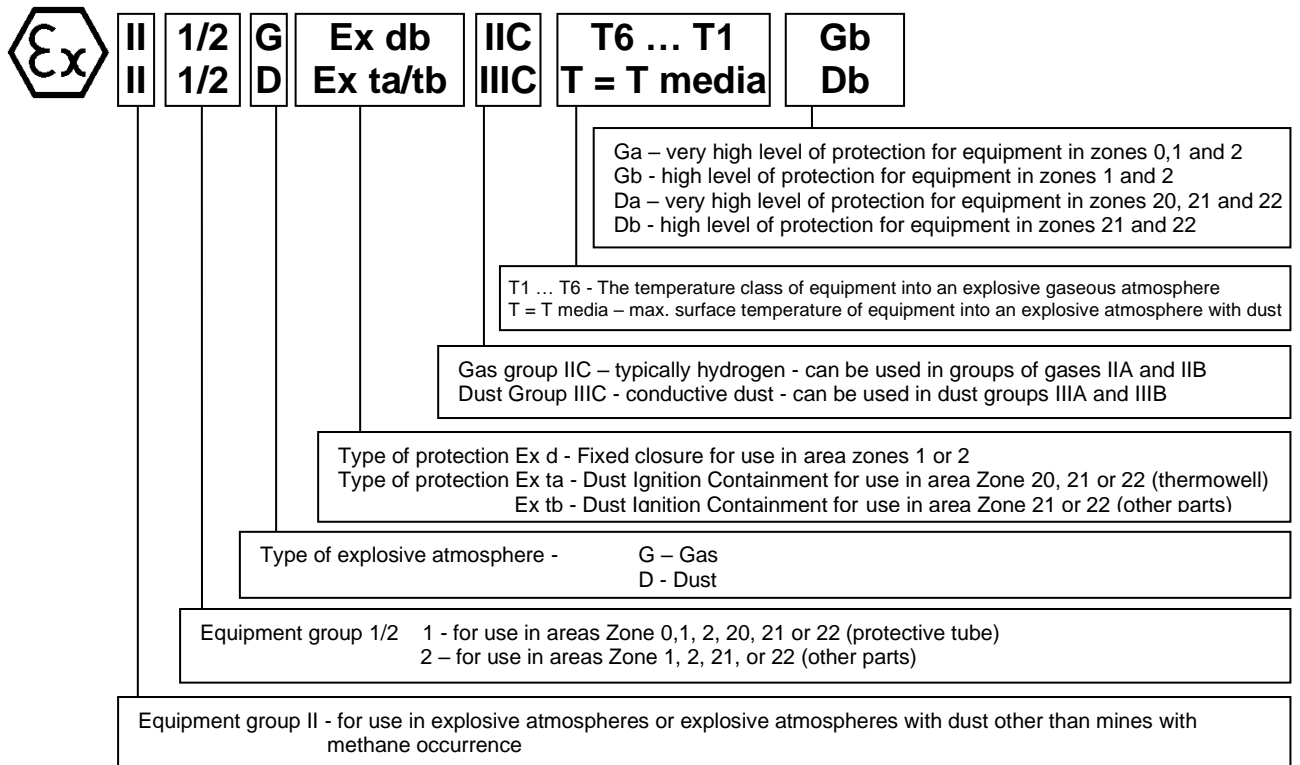 Ex II 1/2 G Ex db IIC T6 … T1 Gb
II 1/2 D Ex ta/tb IIIC T = T media Db
Ga – very high level of protection for equipment in zones 0,1 and 2
Gb - high level of protection for equipment in zones 1 and 2
Da – very high level of protection for equipment in zones 20, 21 and 22
Db - high level of protection for equipment in zones 21 and 22
T1 … T6 - The temperature class of equipment into an explosive gaseous atmosphere
T = T media – max. surface temperature of equipment into an explosive atmosphere with dust
Gas group IIC – typically hydrogen - can be used in groups of gases IIA and IIB
Dust Group IIIC - conductive dust - can be used in dust groups IIIA and IIIB
Type of protection Ex d - Fixed closure for use in area zones 1 or 2
Type of protection Ex ta - Dust Ignition Containment for use in area Zone 20, 21 or 22 (thermowell)
Ex tb - Dust Ignition Containment for use in area Zone 21 or 22 (other parts)
Type of explosive atmosphere - G – Gas
D - Dust
Equipment group 1/2 1 - for use in areas Zone 0,1, 2, 20, 21 or 22 (protective tube)
2 – for use in areas Zone 1, 2, 21, or 22 (other parts)
Equipment group II - for use in explosive atmospheres or explosive atmospheres with dust other than mines with
methane occurrence